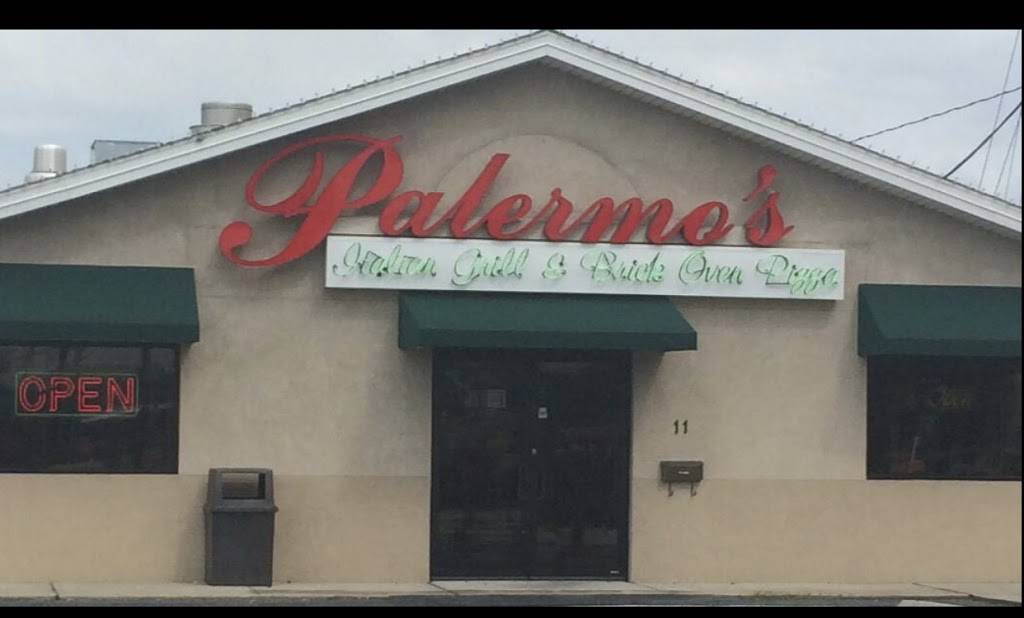 Palermo's
Italian Grill & Brick Oven Pizza
OPEN
11